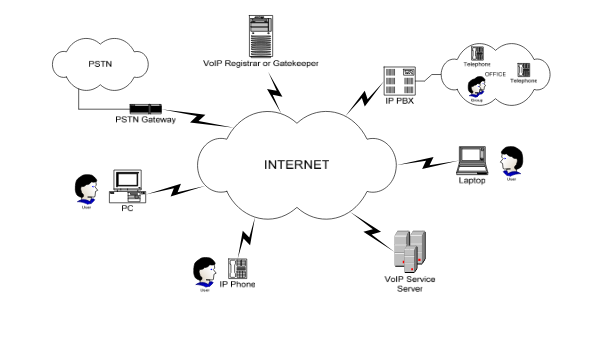 PSTN
VoIP Registrar or Gatekeeper
Telephone
OFFICE
Telephone
Group
IP PBX
PSTN Gateway
INTERNET
Laptop
User
User
PC
User
IP Phone
VoIP Service
Server